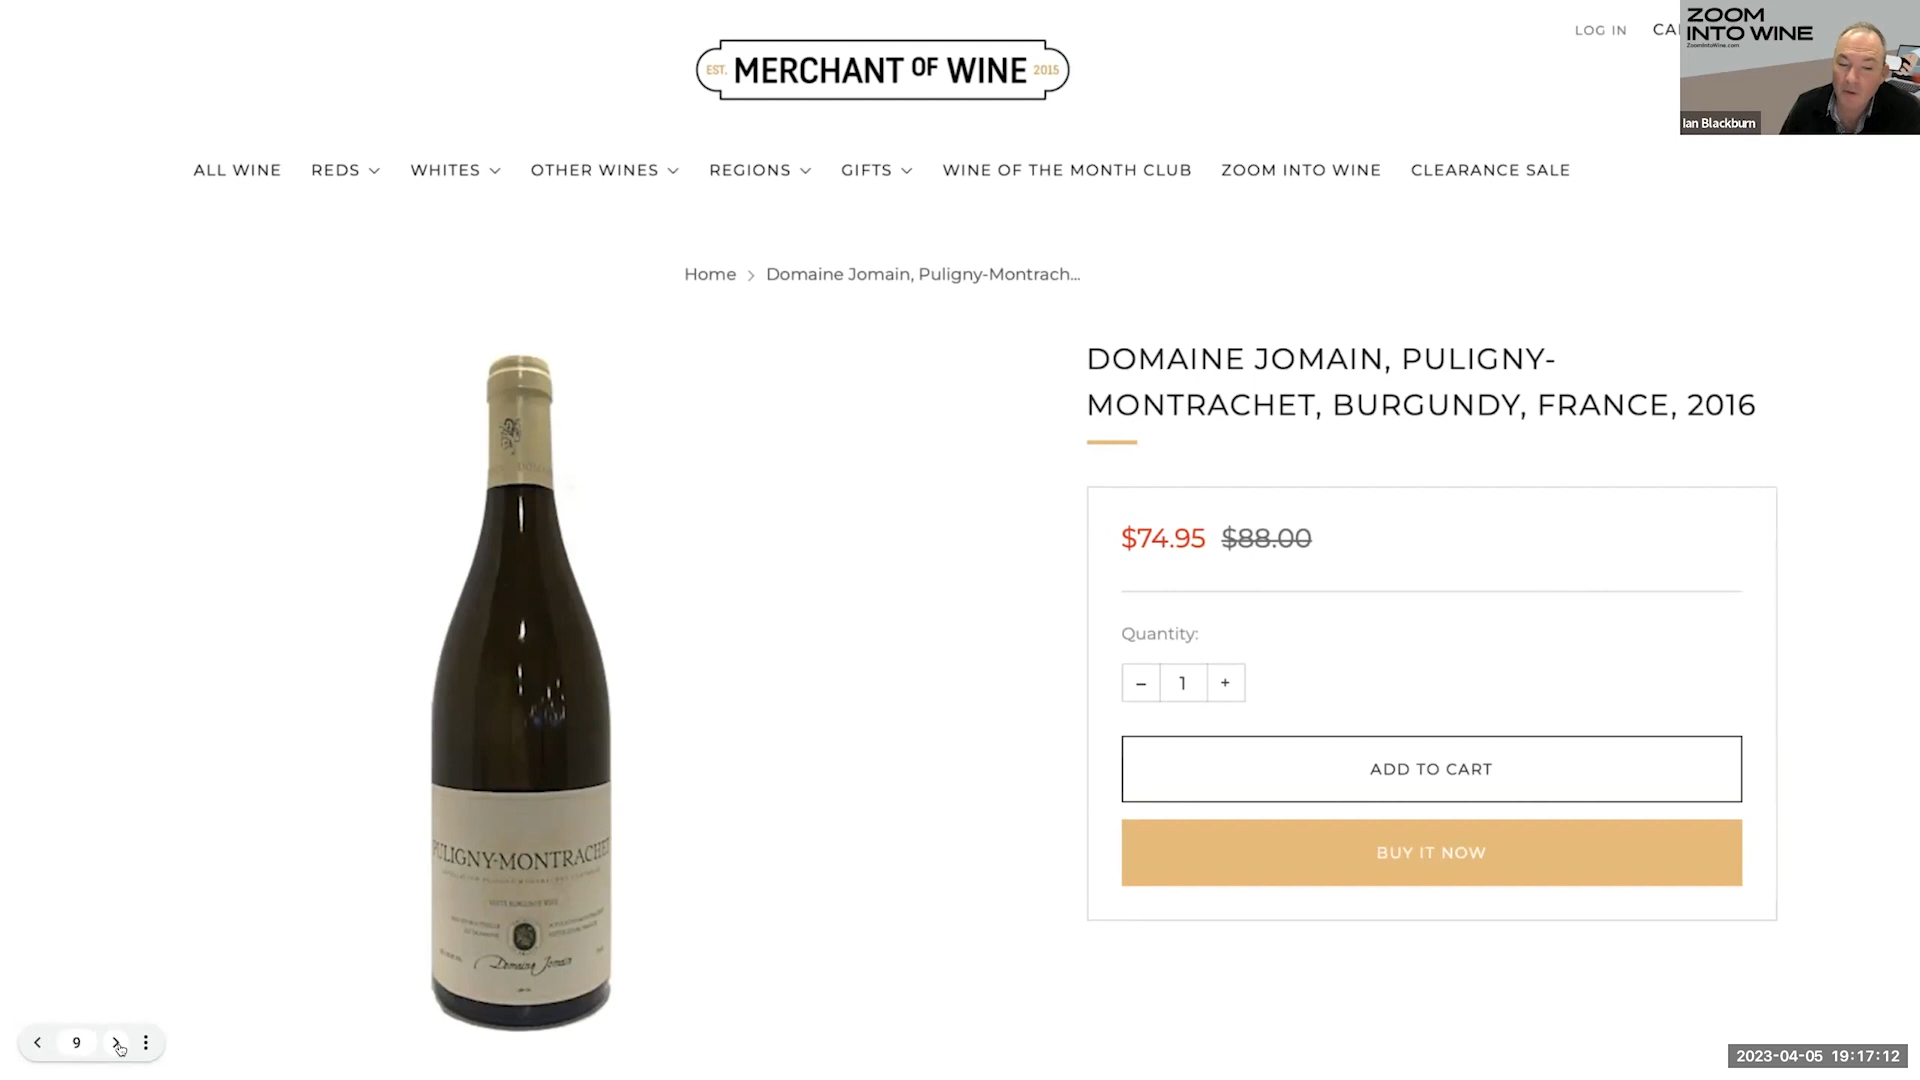 LOG IN
EST. MERCHANT OF WINE 2015
ZOOM
INTO WINE
ZoomIntoWine.com
Ian Blackburn
ALL WINE REDS WHITES OTHER WINES REGIONS GIFTS WINE OF THE MONTH CLUB ZOOM INTO WINE CLEARANCE SALE
Home > Domaine Jomain, Puligny-Montrach...
DOMAINE JOMAIN, PULIGNY-
MONTRACHET, BURGUNDY, FRANCE, 2016
$74.95 $88.00
Quantity:
– 1 +
ADD TO CART
BUY IT NOW
PULIGNY-MONTRACHET
Domaine Jomain
9
2023-04-05 19:17:12